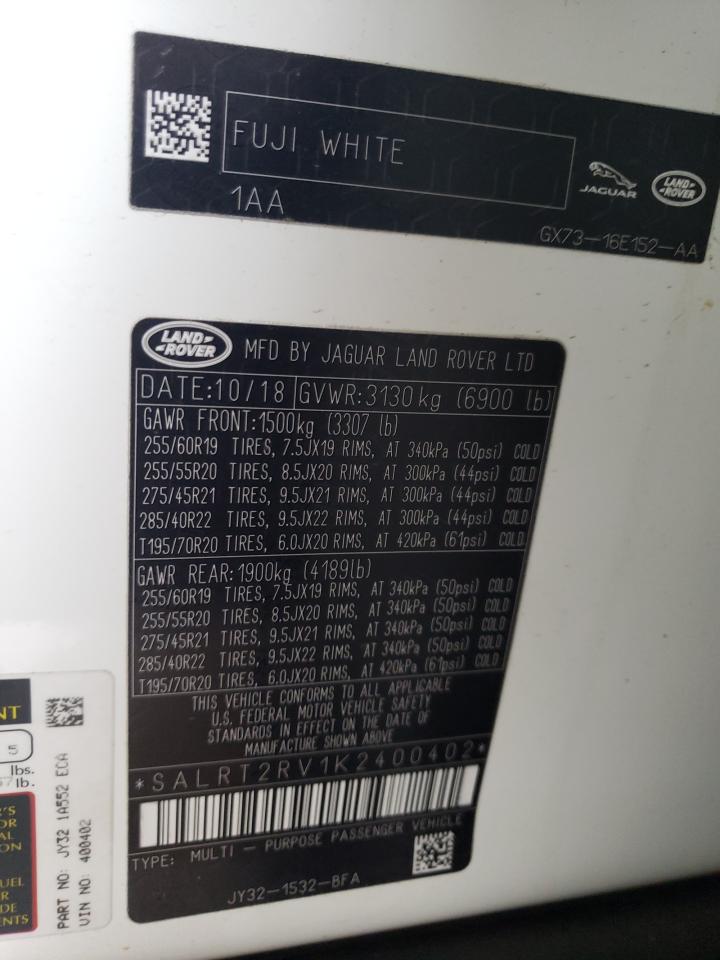 FUJI WHITE
1AA
JAGUAR
LAND ROVER
GX73-16E152-AA
LAND ROVER
MFD BY JAGUAR LAND ROVER LTD
DATE:10/18 GVWR:3130kg (6900 lb)
GAWR FRONT:1500kg (3307 lb)
255/60R19 TIRES, 7.5JX19 RIMS, AT 340kPa (50psi) COLD
255/55R20 TIRES, 8.5JX20 RIMS, AT 300kPa (44psi) COLD
275/45R21 TIRES, 9.5JX21 RIMS, AT 300kPa (44psi) COLD
285/40R22 TIRES, 9.5JX22 RIMS, AT 300kPa (44psi) COLD
T195/70R20 TIRES, 6.0JX20 RIMS, AT 420kPa (61psi) COLD
GAWR REAR:1900kg (4189lb)
255/60R19 TIRES, 7.5JX19 RIMS, AT 340kPa (50psi) COLD
255/55R20 TIRES, 8.5JX20 RIMS, AT 340kPa (50psi) COLD
275/45R21 TIRES, 9.5JX21 RIMS, AT 340kPa (50psi) COLD
285/40R22 TIRES, 9.5JX22 RIMS, AT 340kPa (50psi) COLD
T195/70R20 TIRES, 6.0JX20 RIMS, AT 420kPa (61psi) COLD
THIS VEHICLE CONFORMS TO ALL APPLICABLE
U.S. FEDERAL MOTOR VEHICLE SAFETY
STANDARDS IN EFFECT ON THE DATE OF
MANUFACTURE SHOWN ABOVE
*SALRT2RV1K2400402*
TYPE: MULTI - PURPOSE PASSENGER VEHICLE
JY32-1532-BFA
PART NO: JY32 1A552 ECA
VIN NO: 400402
NT
5
lbs.
lb.
R'S
OR
AL
ON
UEL
R
DE
ENTS